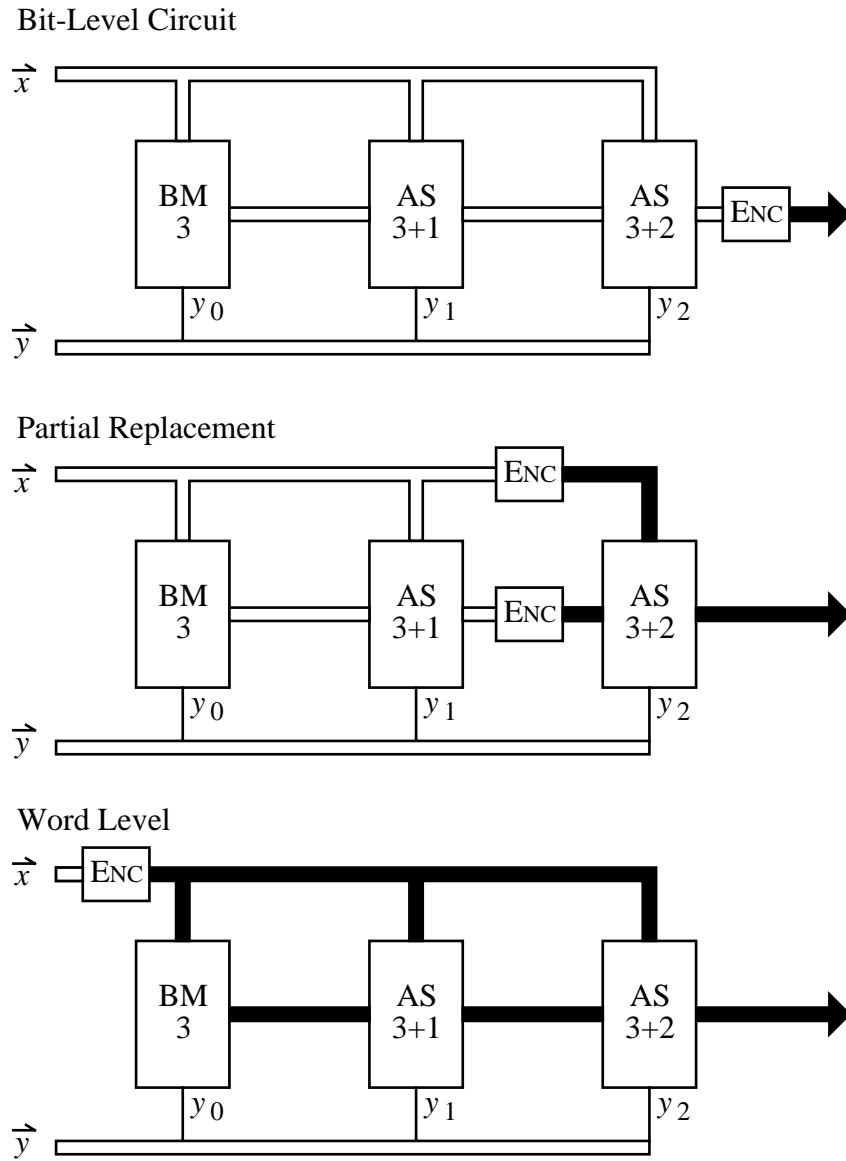 Bit-Level Circuit
x
BM AS AS
3 3+1 3+2 ENC
y0 y1 y2
y
Partial Replacement
x ENC
BM AS AS
3 3+1 ENC 3+2
y0 y1 y2
y
Word Level
x ENC
BM AS AS
3 3+1 3+2
y0 y1 y2
y